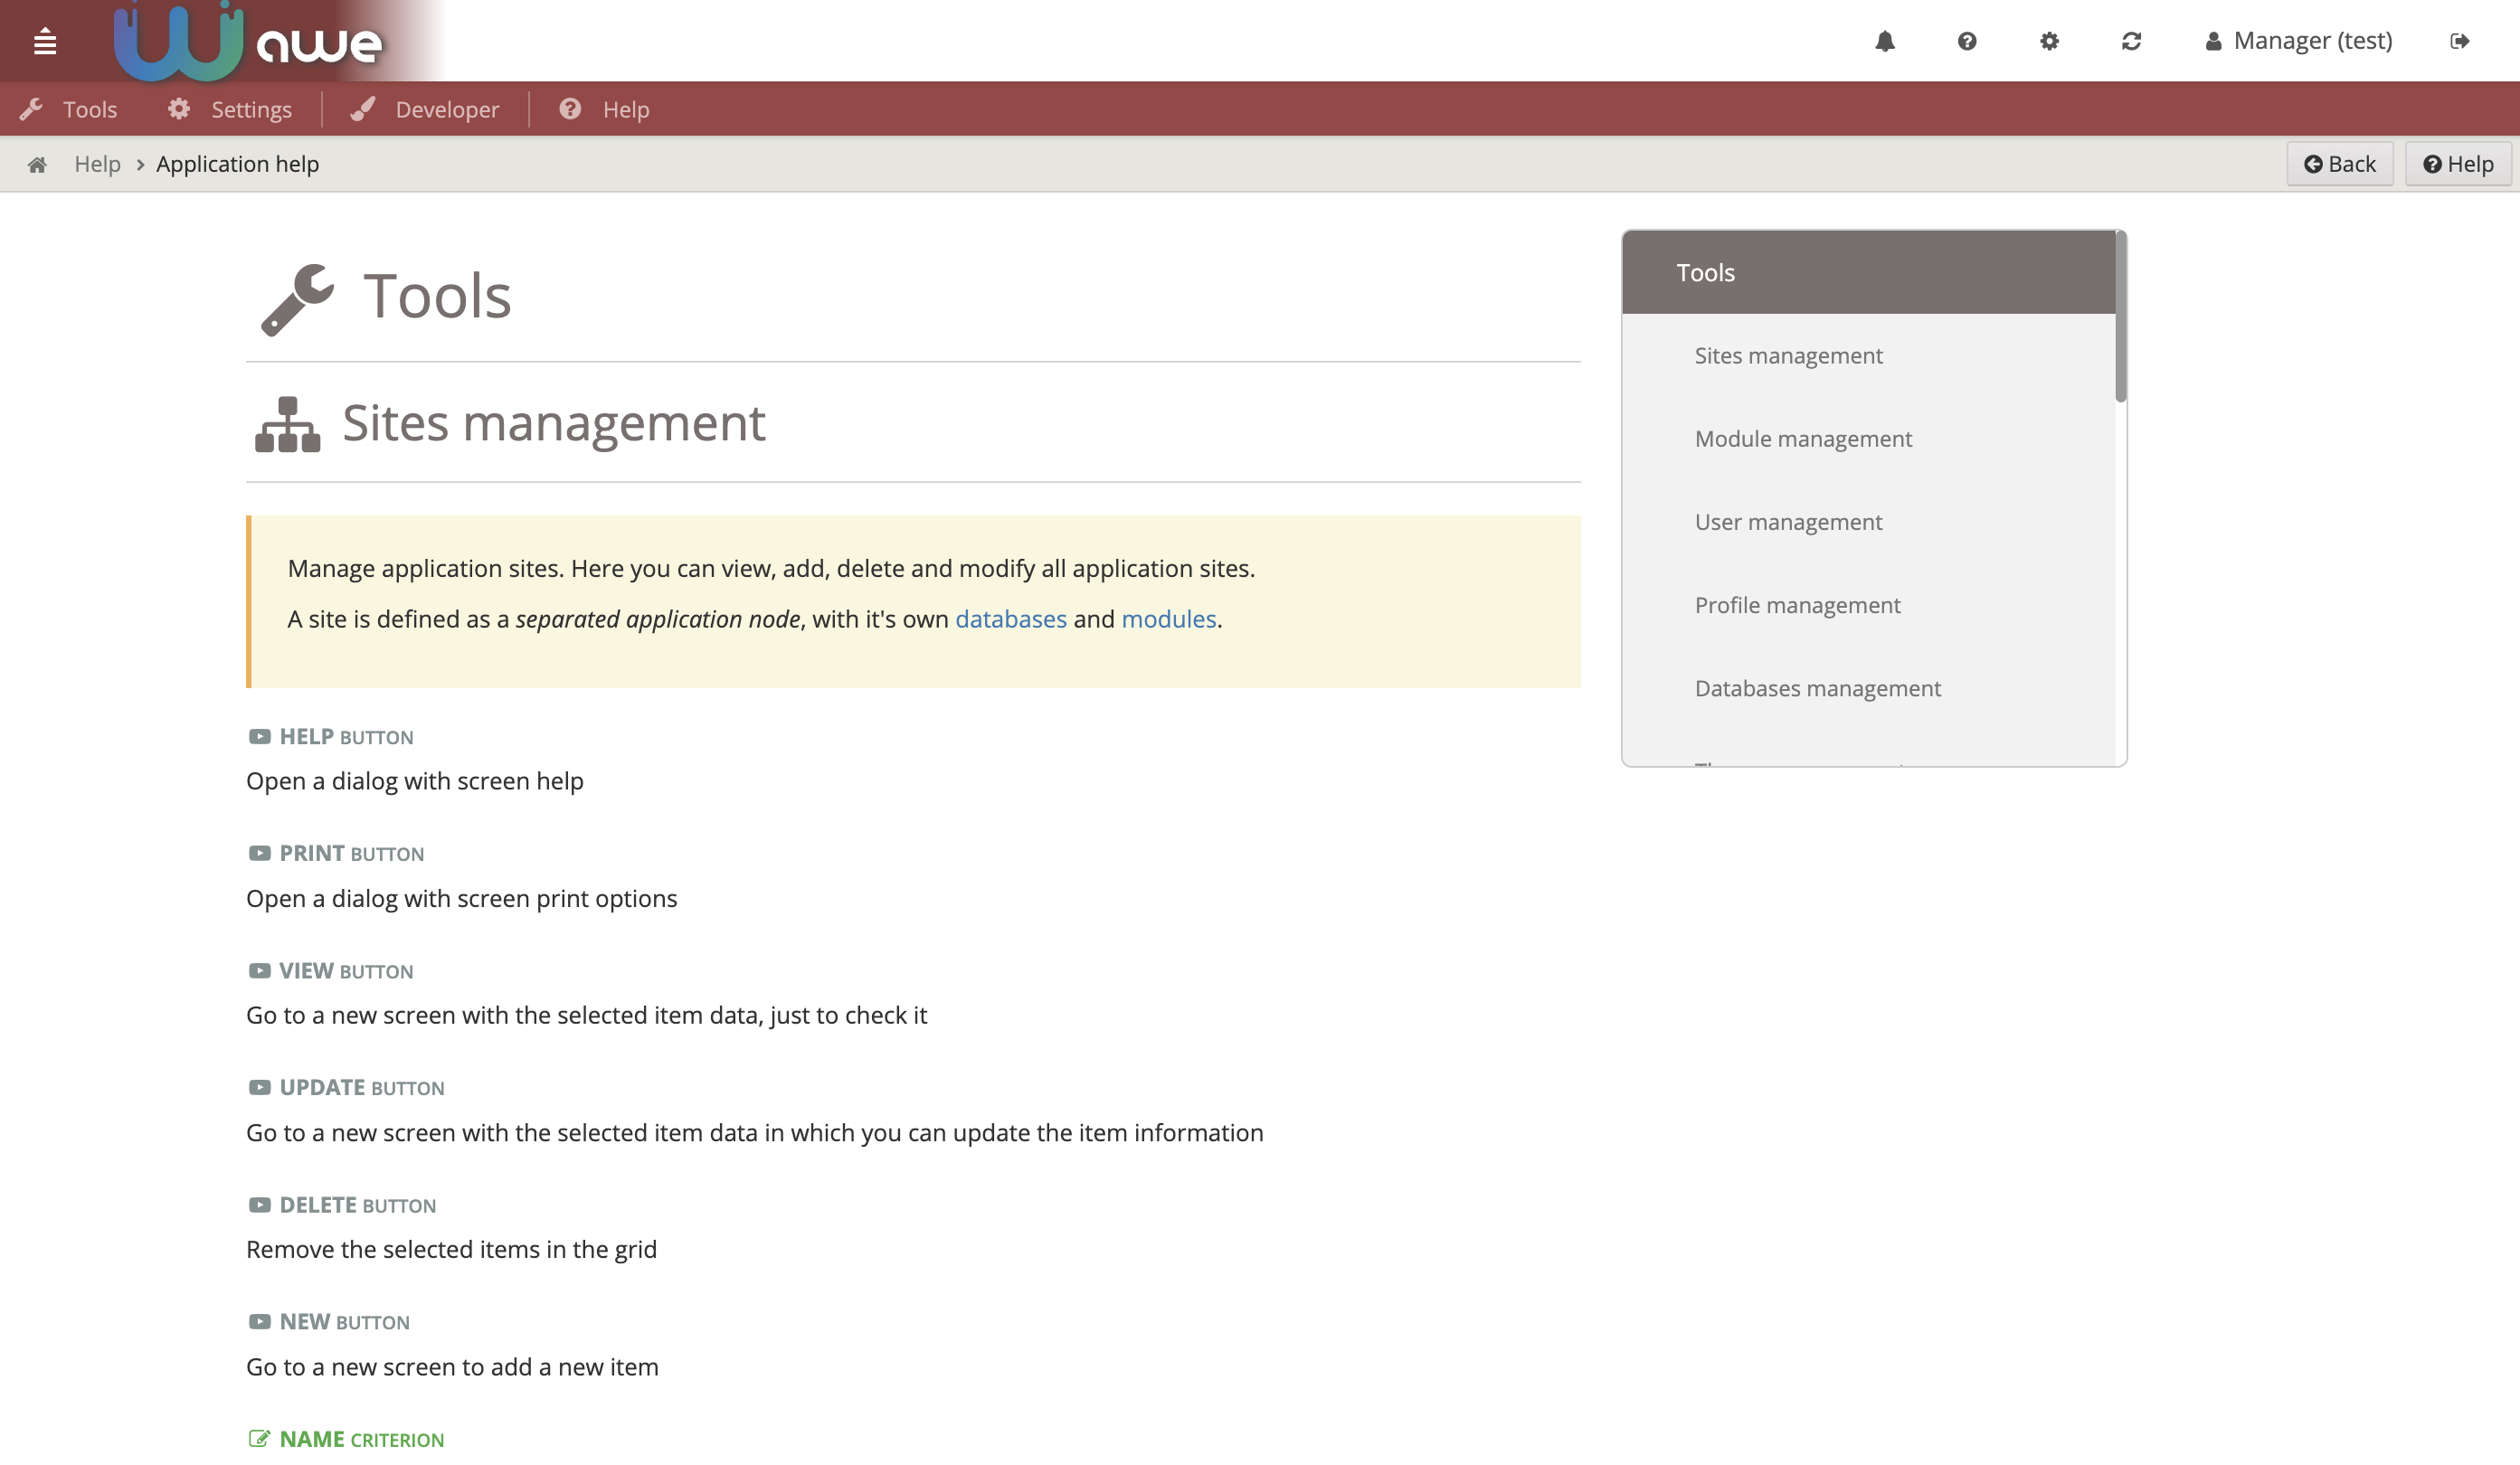 awe
Manager (test)
Tools
Settings
Developer
Help
Help > Application help
Back
Help
Tools
Sites management
Manage application sites. Here you can view, add, delete and modify all application sites.
A site is defined as a separated application node, with it's own databases and modules.
HELP BUTTON
Open a dialog with screen help
PRINT BUTTON
Open a dialog with screen print options
VIEW BUTTON
Go to a new screen with the selected item data, just to check it
UPDATE BUTTON
Go to a new screen with the selected item data in which you can update the item information
DELETE BUTTON
Remove the selected items in the grid
NEW BUTTON
Go to a new screen to add a new item
NAME CRITERION
Tools
Sites management
Module management
User management
Profile management
Databases management